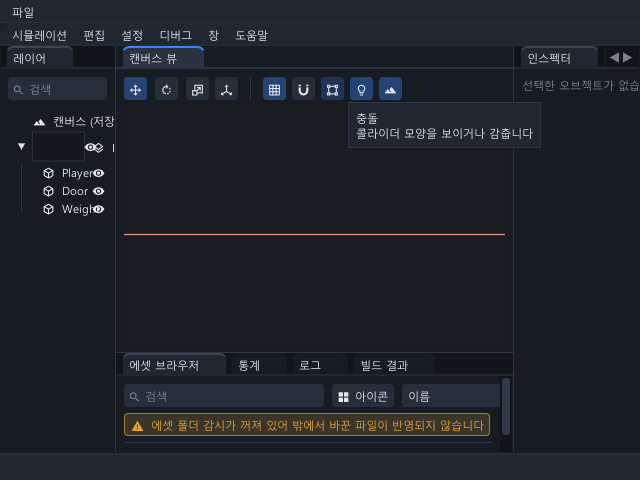 파일
시뮬레이션 편집 설정 디버그 창 도움말
레이어 캔버스 뷰 인스펙터
검색
선택한 오브젝트가 없습
충돌
콜라이더 모양을 보이거나 감춥니다
캔버스 (저장
Player
Door
Weigh
에셋 브라우저 통계 로그 빌드 결과
검색 아이콘 이름
에셋 폴더 감시가 꺼져 있어 밖에서 바꾼 파일이 반영되지 않습니다